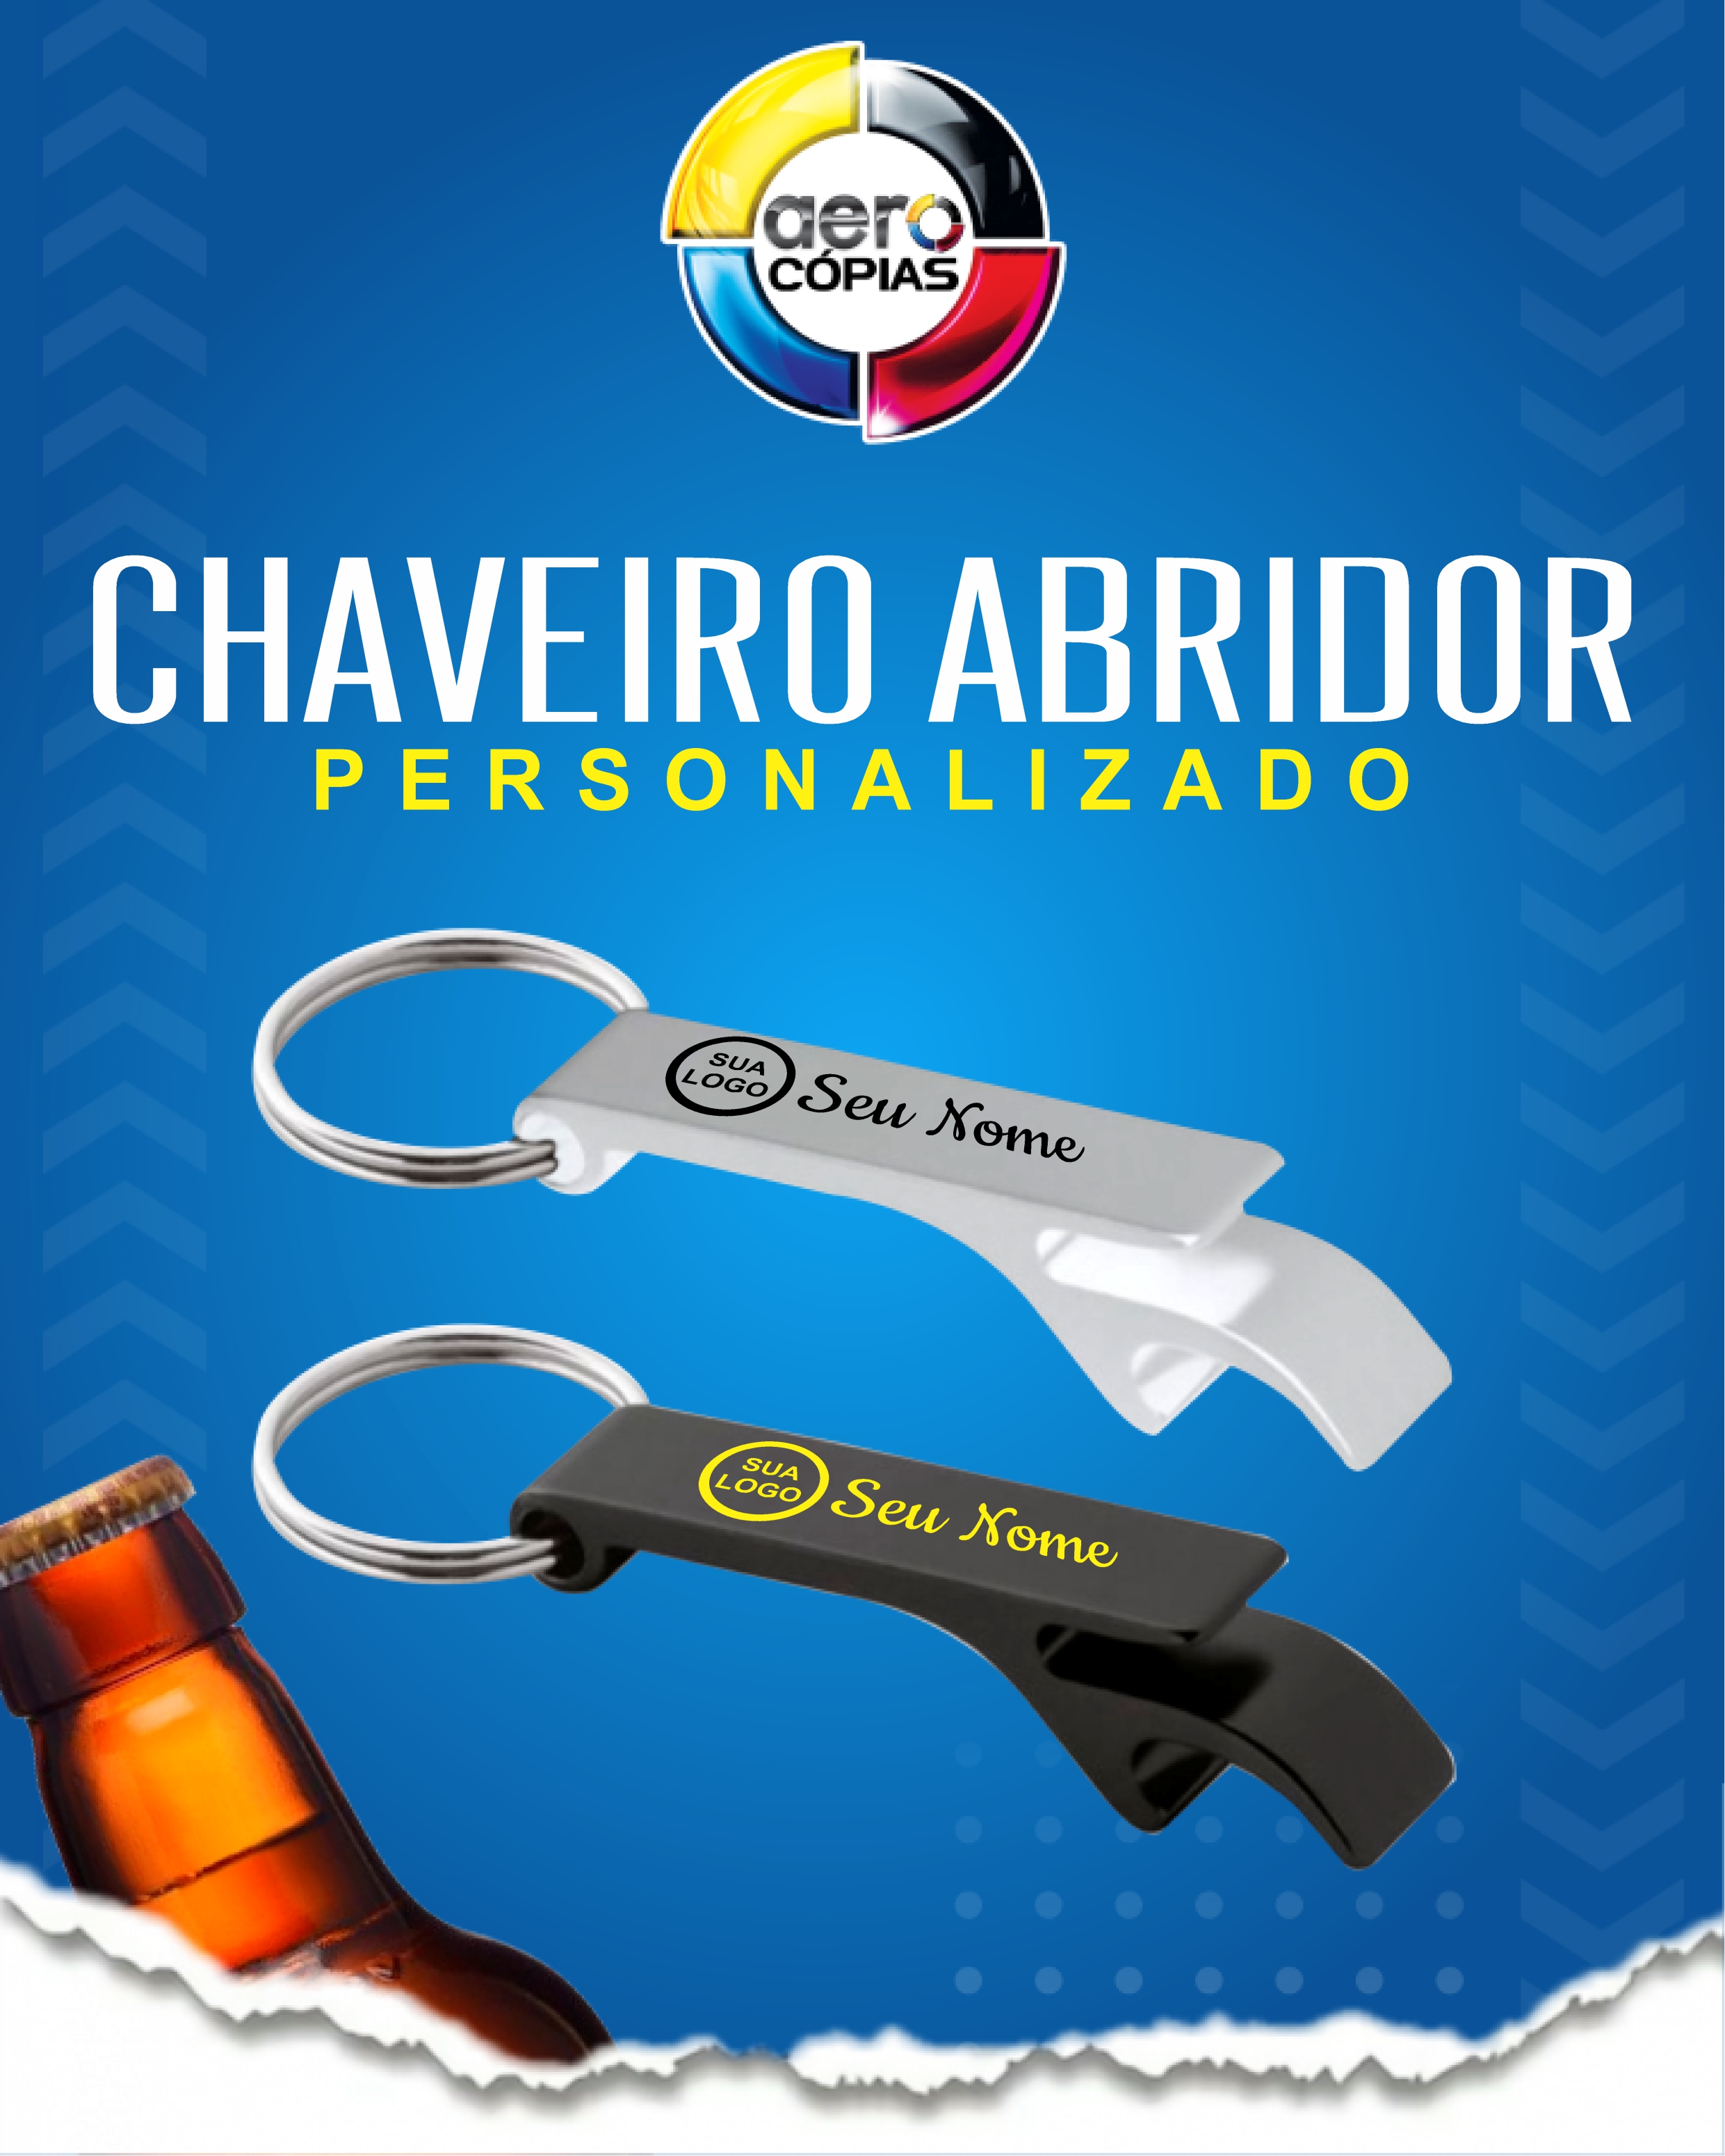 aero
CÓPIAS
CHAVEIRO ABRIDOR
PERSONALIZADO
SUA
LOGO
Seu Nome
SUA
LOGO
Seu Nome